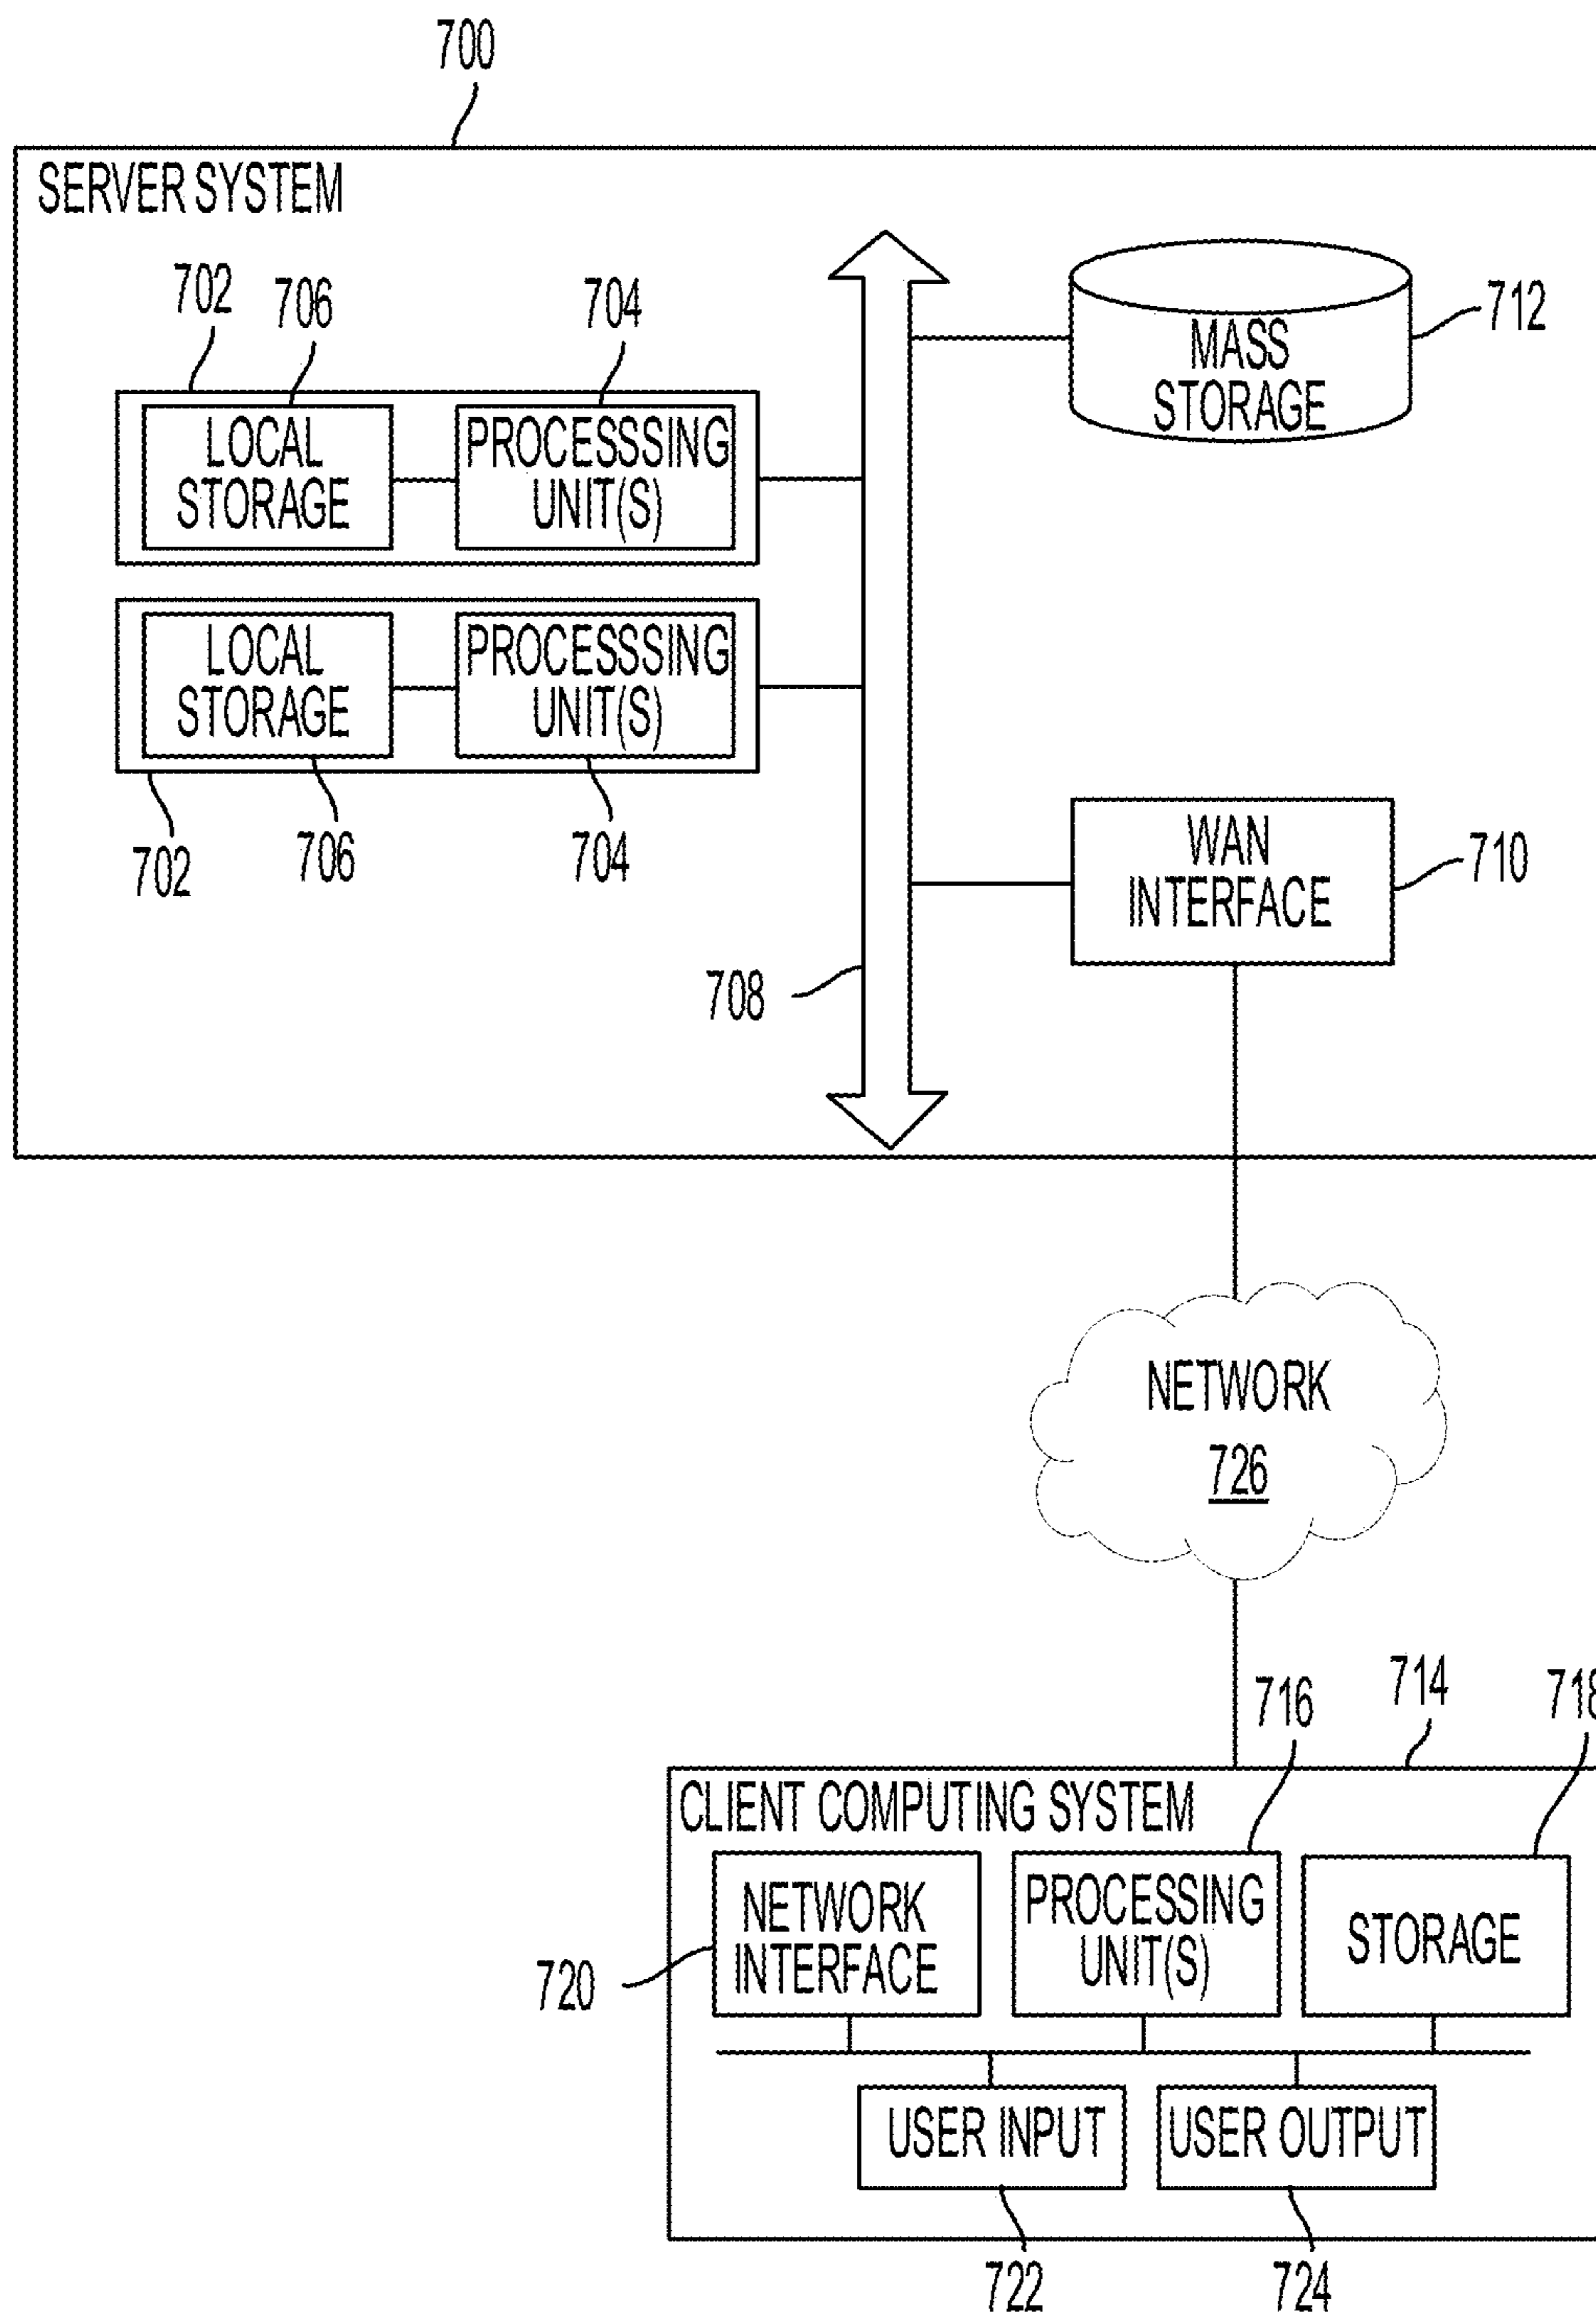 700
SERVER SYSTEM
702
706
704
712
MASS
STORAGE
LOCAL
STORAGE
PROCESSSING
UNIT(S)
LOCAL
STORAGE
PROCESSSING
UNIT(S)
702
706
704
WAN
INTERFACE
710
708
NETWORK
726
716
714
718
CLIENT COMPUTING SYSTEM
NETWORK
INTERFACE
PROCESSING
UNIT(S)
STORAGE
720
USER INPUT
USER OUTPUT
722
724